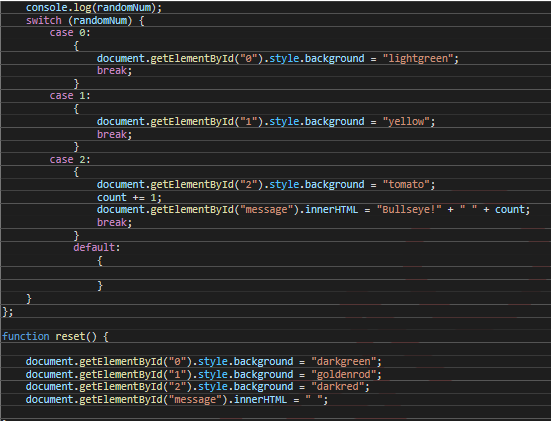 console.log(randomNum);
    switch (randomNum) {
        case 0:
            {
                document.getElementById("0").style.background = "lightgreen";
                break;
            }
        case 1:
            {
                document.getElementById("1").style.background = "yellow";
                break;
            }
        case 2:
            {
                document.getElementById("2").style.background = "tomato";
                count += 1;
                document.getElementById("message").innerHTML = "Bullseye!" + " " + count;
                break;
            }
            default:
                {

                }
    }
};

function reset() {

    document.getElementById("0").style.background = "darkgreen";
    document.getElementById("1").style.background = "goldenrod";
    document.getElementById("2").style.background = "darkred";
    document.getElementById("message").innerHTML = " ";